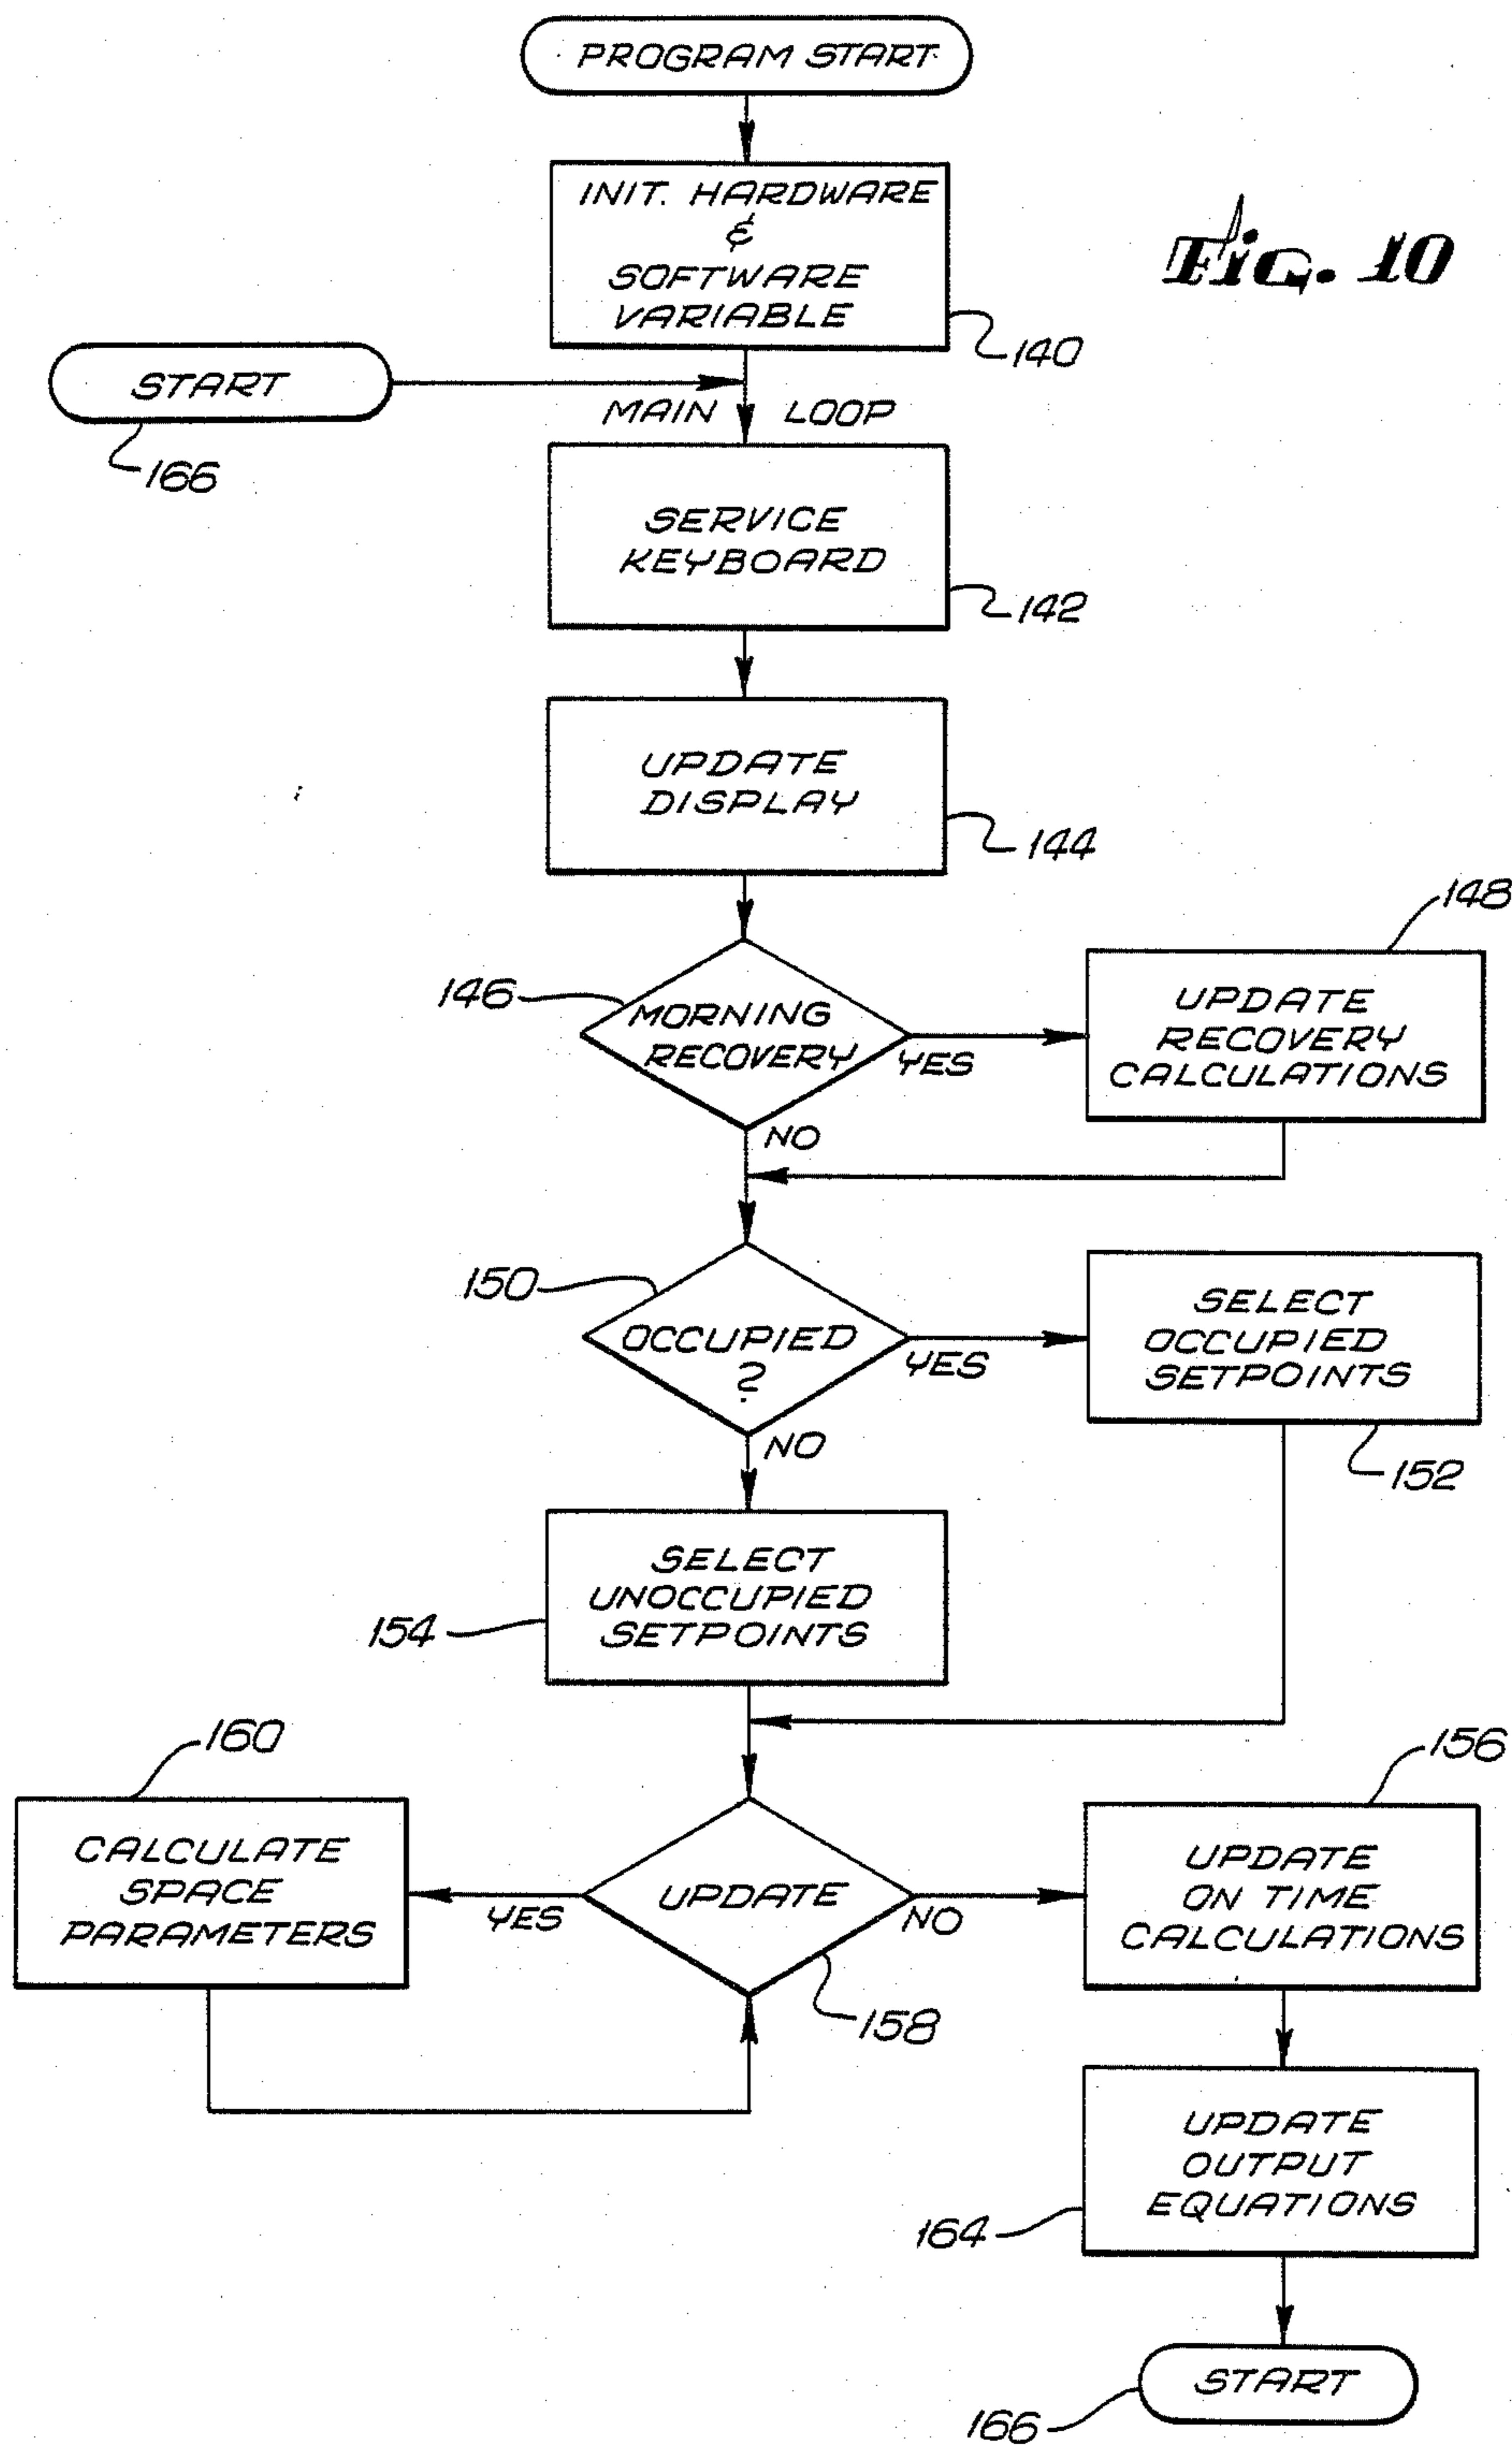 PROGRAM START
INIT. HARDWARE
&
SOFTWARE
VARIABLE
Fig. 10
140
START
166
MAIN LOOP
SERVICE
KEYBOARD
142
UPDATE
DISPLAY
144
148
146
MORNING
RECOVERY
YES
UPDATE
RECOVERY
CALCULATIONS
NO
150
OCCUPIED
?
YES
SELECT
OCCUPIED
SETPOINTS
NO
152
SELECT
UNOCCUPIED
SETPOINTS
154
160
156
CALCULATE
SPACE
PARAMETERS
YES
UPDATE
NO
158
UPDATE
ON TIME
CALCULATIONS
UPDATE
OUTPUT
EQUATIONS
164
START
166